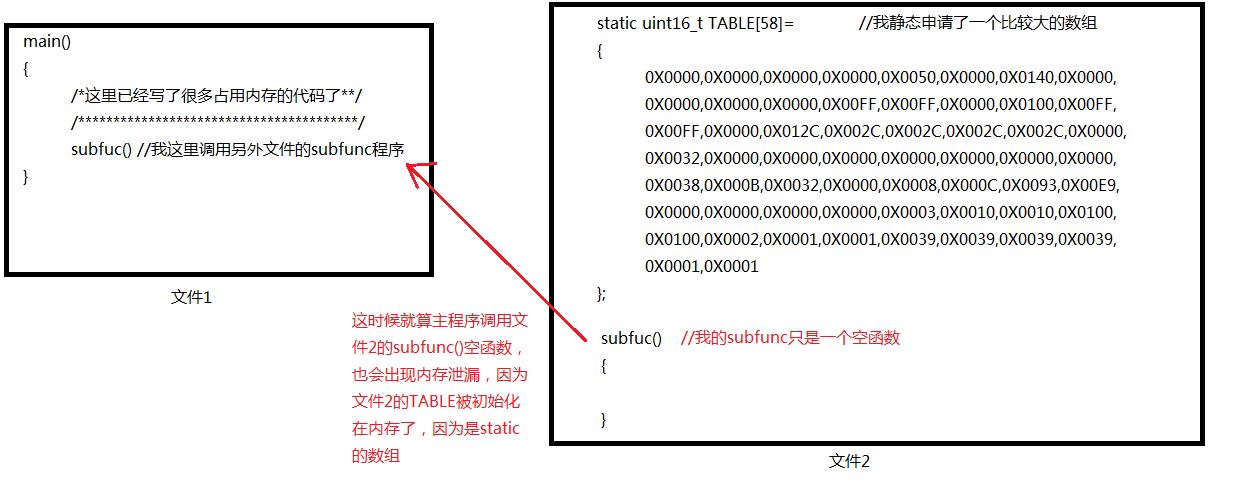 main()
{
/*这里已经写了很多占用内存的代码了**/
/****************************************/
subfuc() //我这里调用另外文件的subfunc程序
}
文件1
这时候就算主程序调用文
件2的subfunc()空函数，
也会出现内存泄漏，因为
文件2的TABLE被初始化
在内存了，因为是static
的数组
static uint16_t TABLE[58]= //我静态申请了一个比较大的数组
{
0X0000,0X0000,0X0000,0X0000,0X0050,0X0000,0X0140,0X0000,
0X0000,0X0000,0X0000,0X00FF,0X00FF,0X0000,0X0100,0X00FF,
0X00FF,0X0000,0X012C,0X002C,0X002C,0X002C,0X002C,0X0000,
0X0032,0X0000,0X0000,0X0000,0X0000,0X0000,0X0000,0X0000,
0X0038,0X000B,0X0032,0X0000,0X0008,0X000C,0X0093,0X00E9,
0X0000,0X0000,0X0000,0X0000,0X0003,0X0010,0X0010,0X0100,
0X0100,0X0002,0X0001,0X0001,0X0039,0X0039,0X0039,0X0039,
0X0001,0X0001
};
subfuc() //我的subfunc只是一个空函数
{
}
文件2